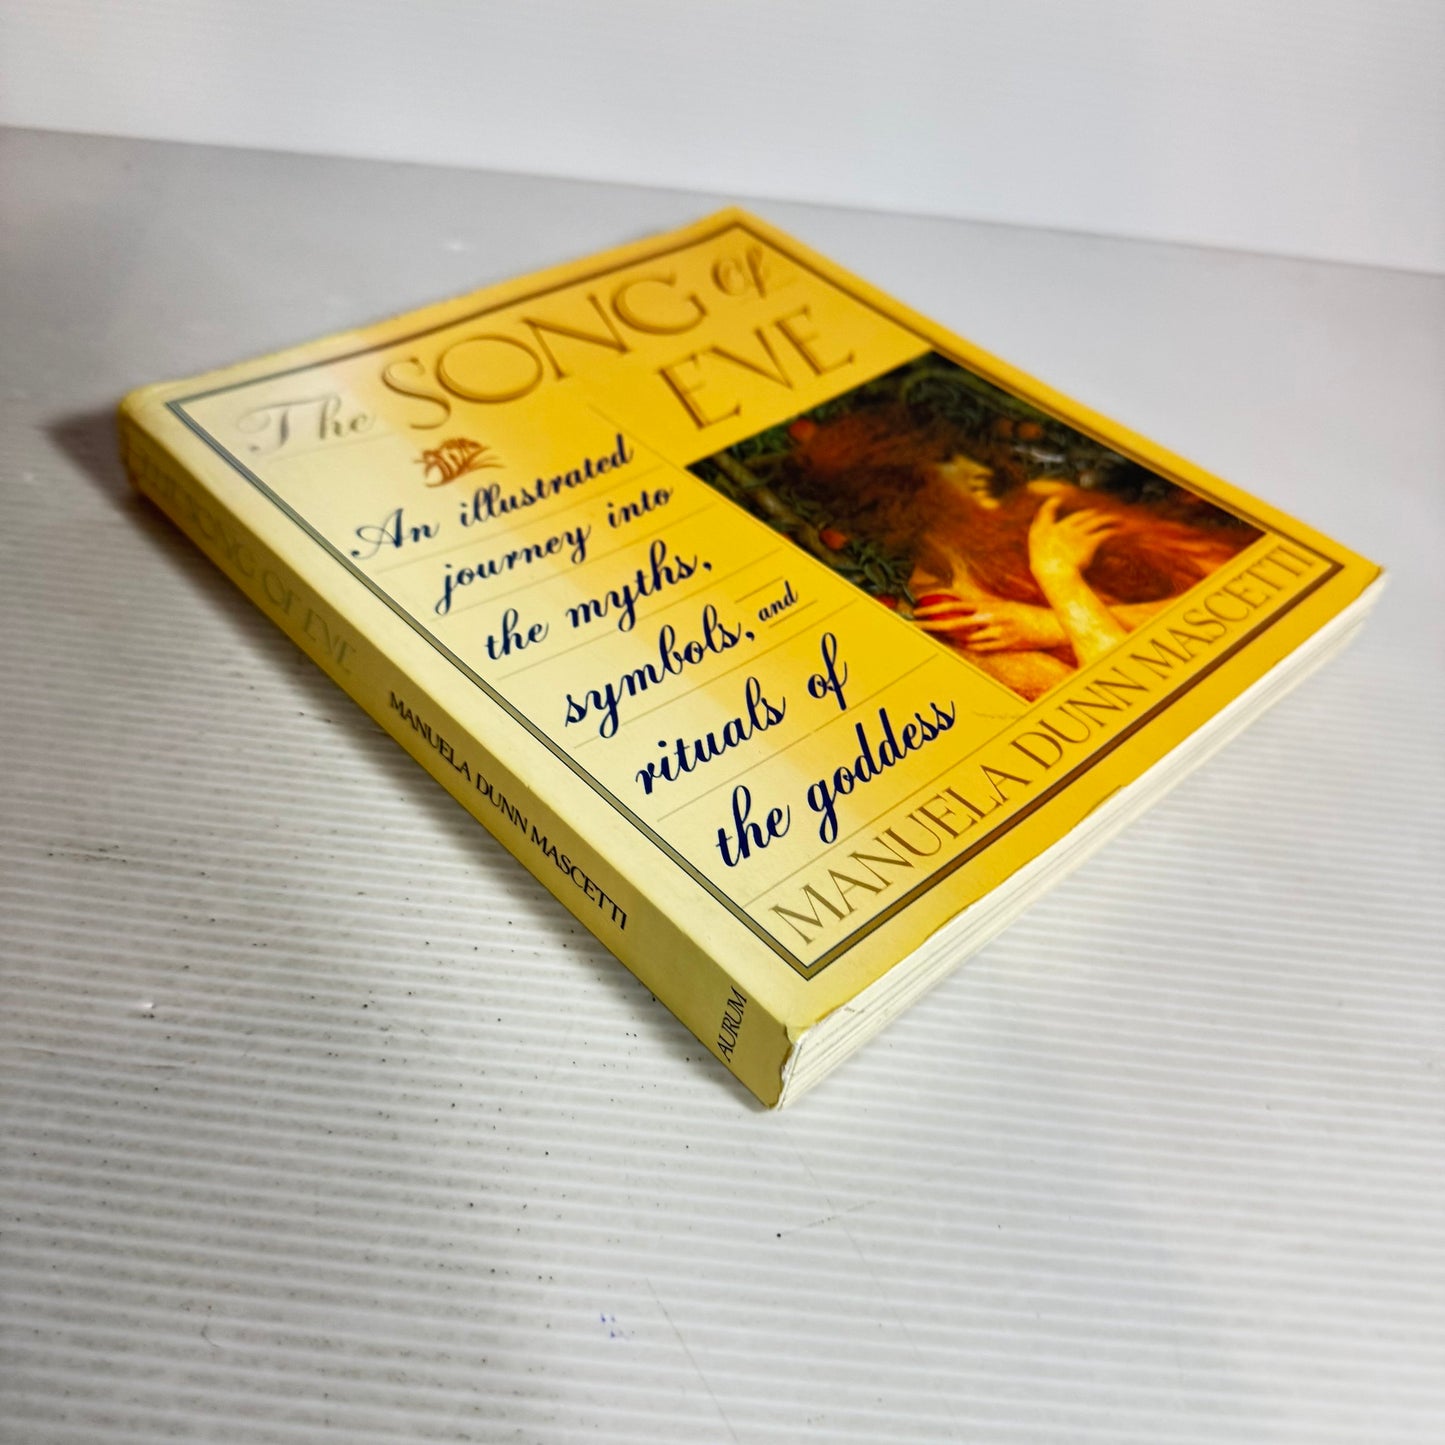 The SONG of
EVE
An illustrated
journey into
the myths,
symbols, and
rituals of
the goddess
MANUELA DUNN MASCETTI
THE SONG OF EVE
MANUELA DUNN MASCETTI
AURUM